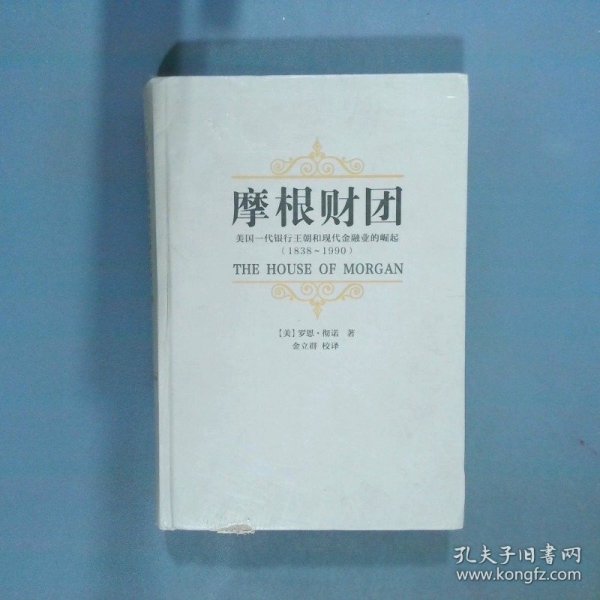 摩根财团
美国一代银行王朝和现代金融业的崛起
(1838~1990)
THE HOUSE OF MORGAN
[美]罗恩·彻诺 著
金立群 校译
孔夫子旧书网
www.kongfz.com